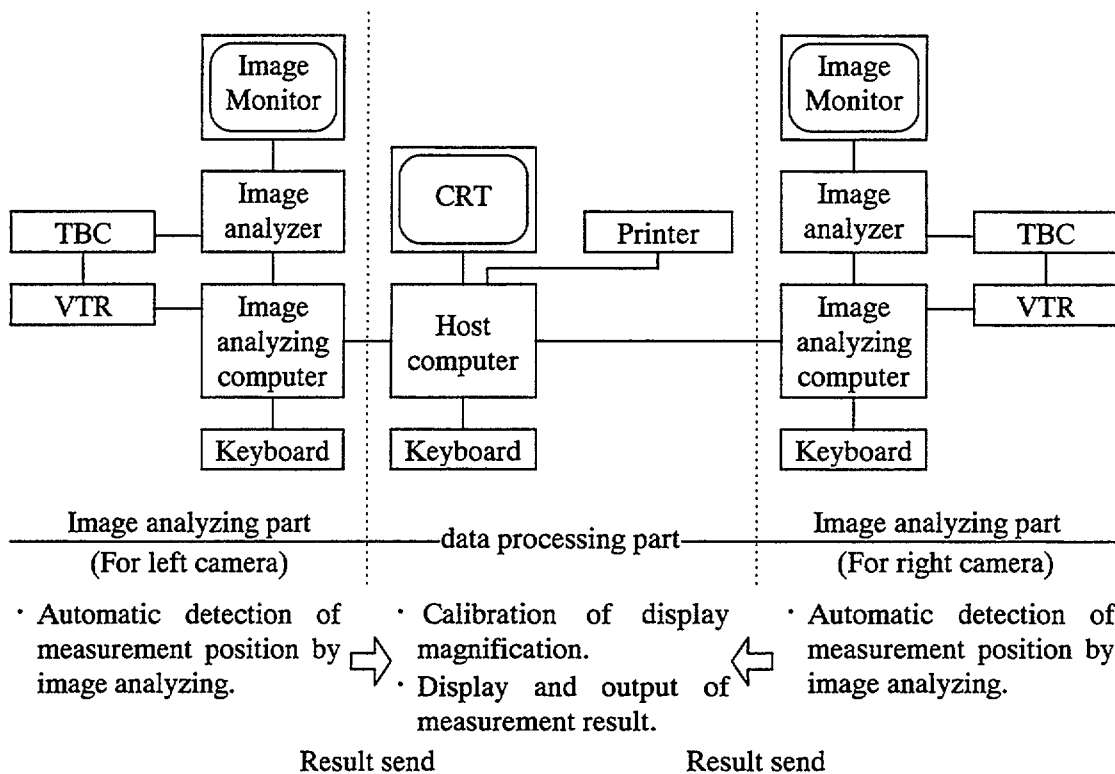 Image
Monitor
Image
analyzer
TBC
VTR
Image
analyzing
computer
Keyboard
CRT
Printer
Host
computer
Keyboard
Image
Monitor
Image
analyzer
TBC
VTR
Image
analyzing
computer
Keyboard
Image analyzing part
(For left camera)
data processing part
Image analyzing part
(For right camera)
· Automatic detection of
measurement position by
image analyzing.
· Calibration of display
magnification.
· Display and output of
measurement result.
· Automatic detection of
measurement position by
image analyzing.
Result send
Result send